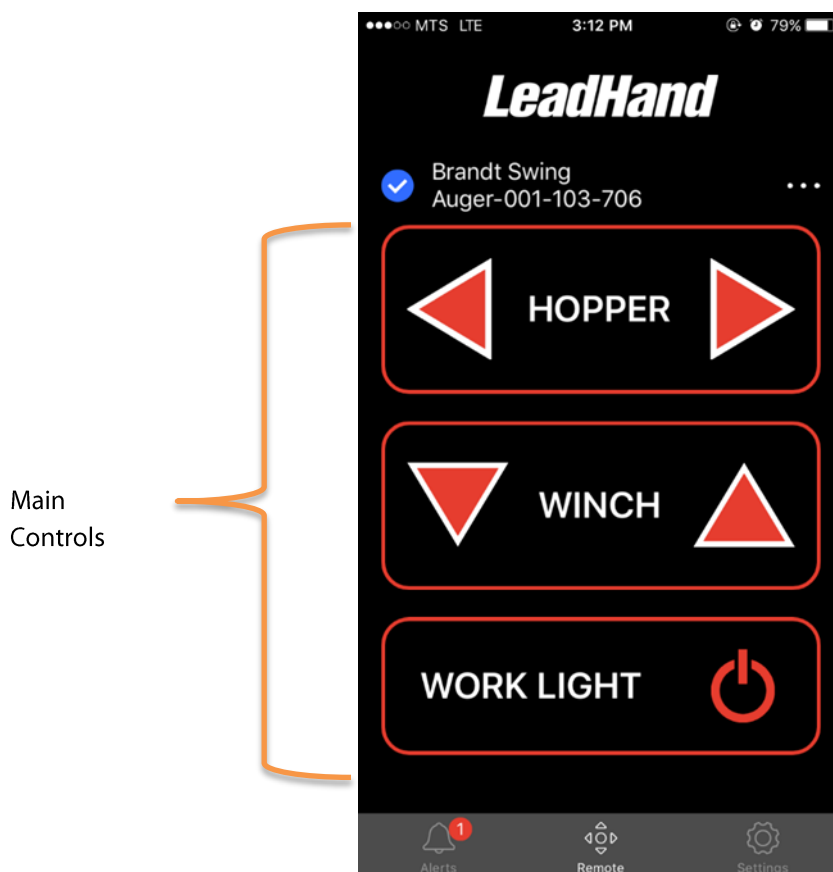 MTS LTE 3:12 PM 79%
LeadHand
Brandt Swing
Auger-001-103-706
HOPPER
Main
Controls
WINCH
WORK LIGHT
1
Alerts Remote Settings